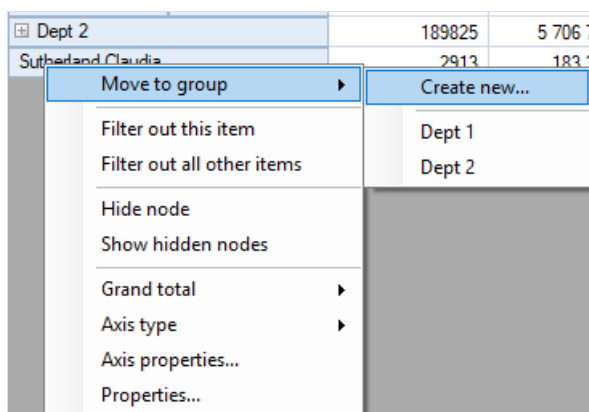 Dept 2 189825 5 706 7
Sutherland Claudia 2913 183
Move to group Create new...
Filter out this item Dept 1
Filter out all other items Dept 2
Hide node
Show hidden nodes
Grand total
Axis type
Axis properties...
Properties...